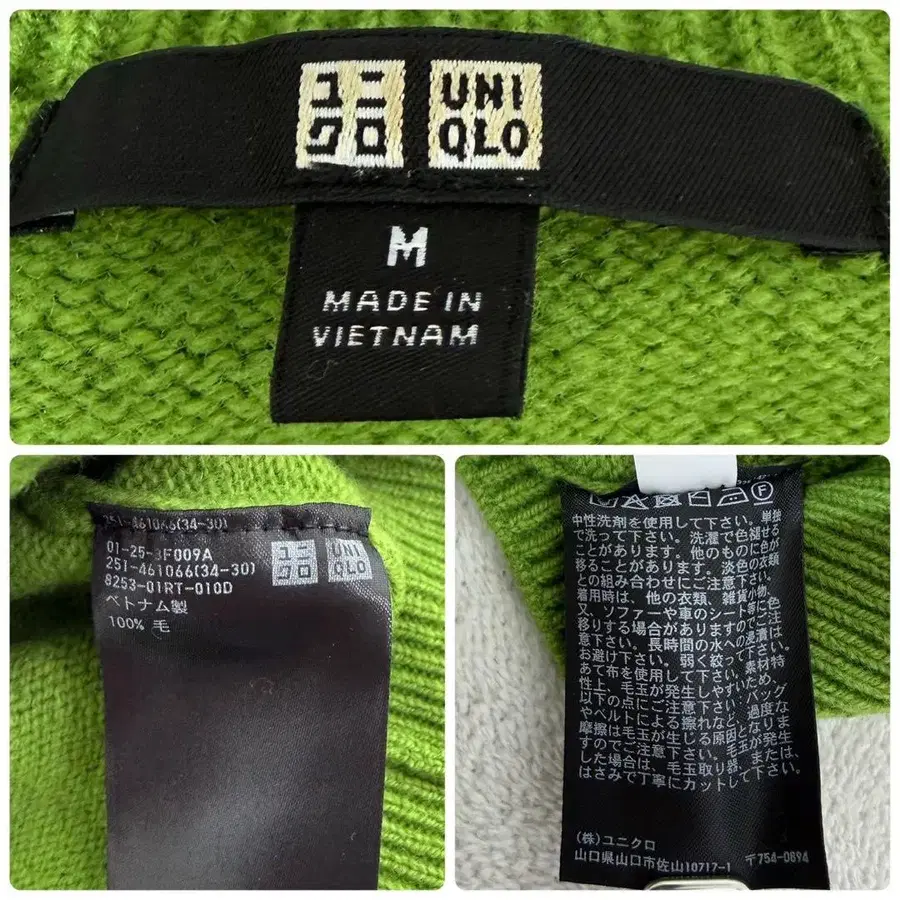 ユニ
クロ
UNI
QLO
M
MADE IN
VIETNAM
251-461066(34-30)
01-25-3F009A
251-461066(34-30)
8253-01RT-010D
ベトナム製
100% 毛
ユニ
クロ
UNI
QLO
中性洗剤を使用して下さい。単独
で洗って下さい。洗濯で色褪せる
ことがあります。他のものに色が
移ることがあります。淡色の衣類
との組み合わせにご注意下さい。
着用時は、他の衣類、雑貨小物、
又、ソファーや車のシート等に色
移りする場合がありますのでご注
意下さい。長時間の水への浸漬は
お避け下さい。弱く絞って下さい。
あて布を使用して下さい。素材特
性上、毛玉が発生しやすいため、
以下の点にご注意下さい：バッグ
やベルトによる擦れなど、過度な
摩擦は毛玉が生じる原因となりま
すのでご注意下さい。毛玉が発生
した場合は、毛玉取り器、または、
はさみで丁寧にカットして下さい。
(株)ユニクロ
山口県山口市佐山10717-1 〒754-0894